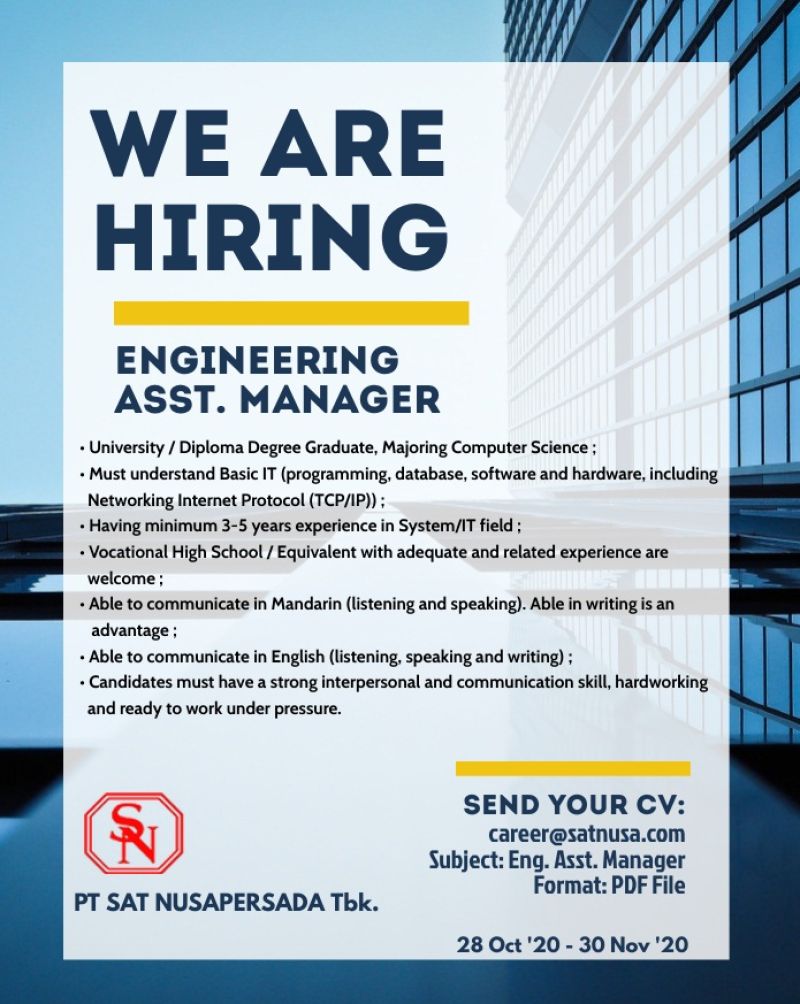 WE ARE
HIRING
ENGINEERING
ASST. MANAGER
• University / Diploma Degree Graduate, Majoring Computer Science ;
• Must understand Basic IT (programming, database, software and hardware, including
Networking Internet Protocol (TCP/IP)) ;
• Having minimum 3-5 years experience in System/IT field ;
• Vocational High School / Equivalent with adequate and related experience are
welcome ;
• Able to communicate in Mandarin (listening and speaking). Able in writing is an
advantage ;
• Able to communicate in English (listening, speaking and writing) ;
• Candidates must have a strong interpersonal and communication skill, hardworking
and ready to work under pressure.
SN
PT SAT NUSAPERSADA Tbk.
SEND YOUR CV:
career@satnusa.com
Subject: Eng. Asst. Manager
Format: PDF File
28 Oct '20 - 30 Nov '20